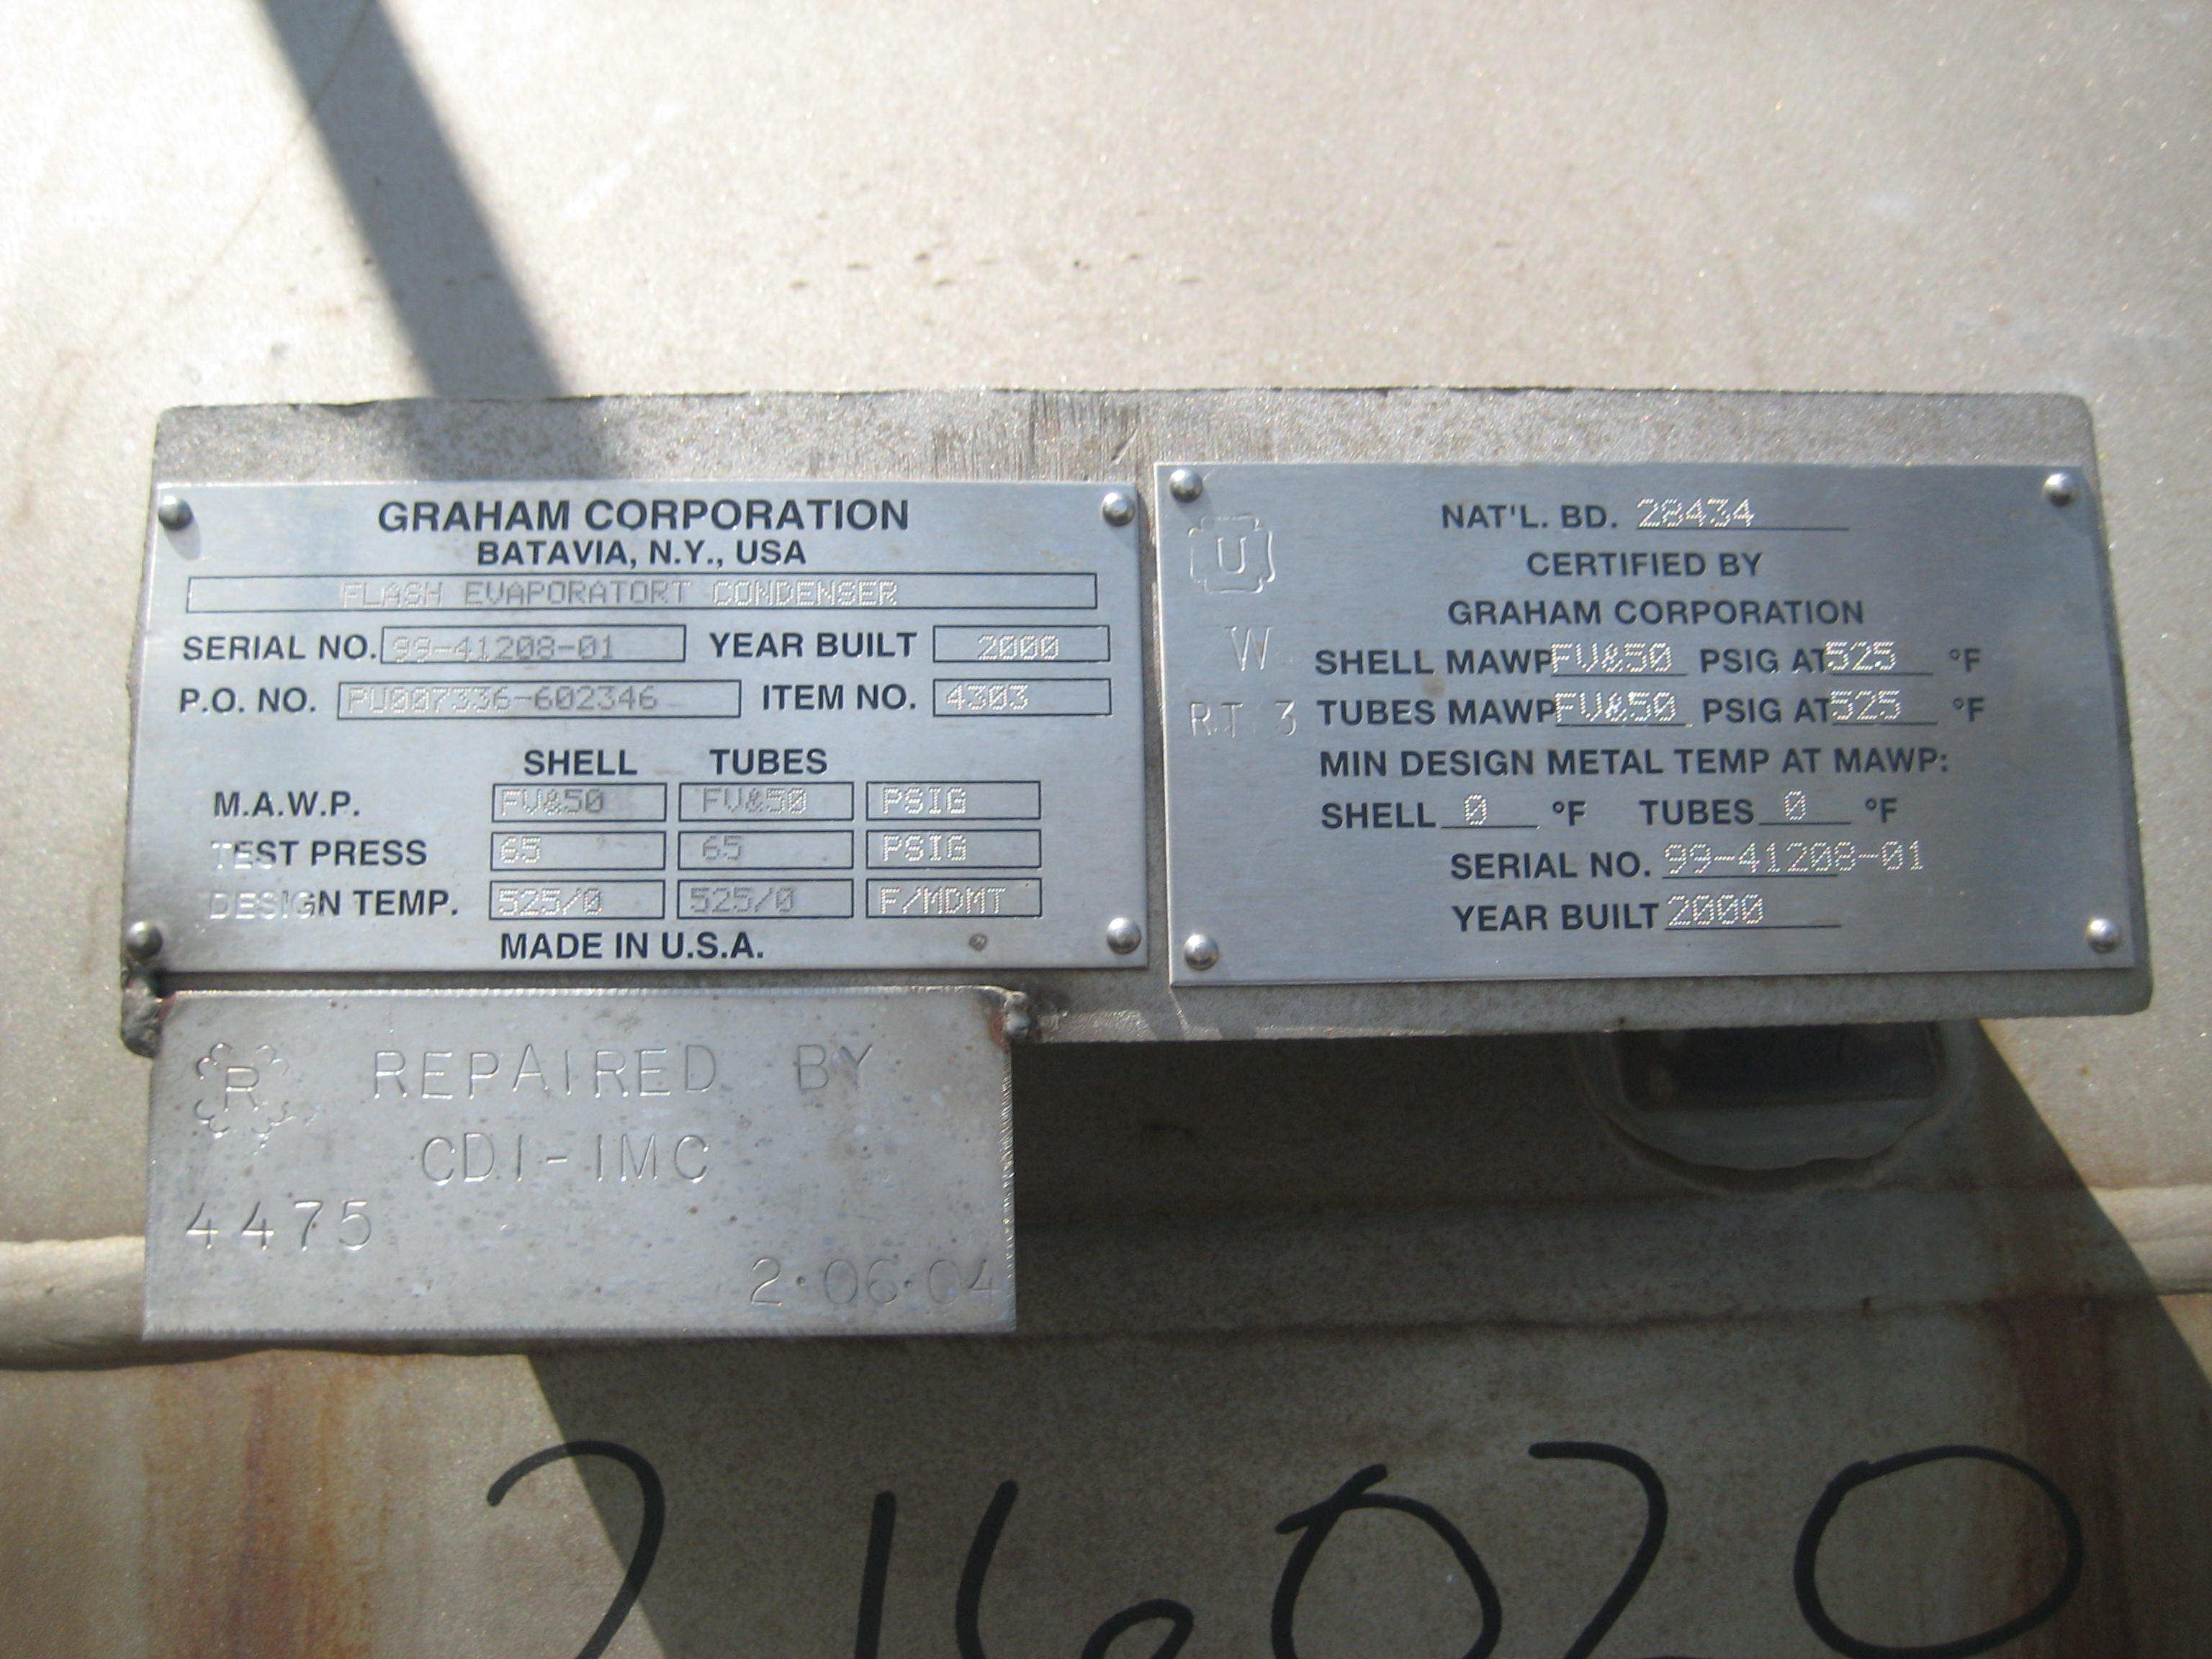 GRAHAM CORPORATION
BATAVIA, N.Y., USA
FLASH EVAPORATORT CONDENSER
SERIAL NO. 99-41208-01 YEAR BUILT 2000
P.O. NO. PU007336-602346 ITEM NO. 4303
SHELL TUBES
M.A.W.P. FV&50 FV&50 PSIG
TEST PRESS 65 65 PSIG
DESIGN TEMP. 525/0 525/0 F/MDMT
MADE IN U.S.A.
U
W
RT 3
NAT'L. BD. 28434
CERTIFIED BY
GRAHAM CORPORATION
SHELL MAWP FV&50 PSIG AT 525 °F
TUBES MAWP FV&50 PSIG AT 525 °F
MIN DESIGN METAL TEMP AT MAWP:
SHELL 0 °F TUBES 0 °F
SERIAL NO. 99-41208-01
YEAR BUILT 2000
R REPAIRED BY
CDI-IMC
4475
2·06·04